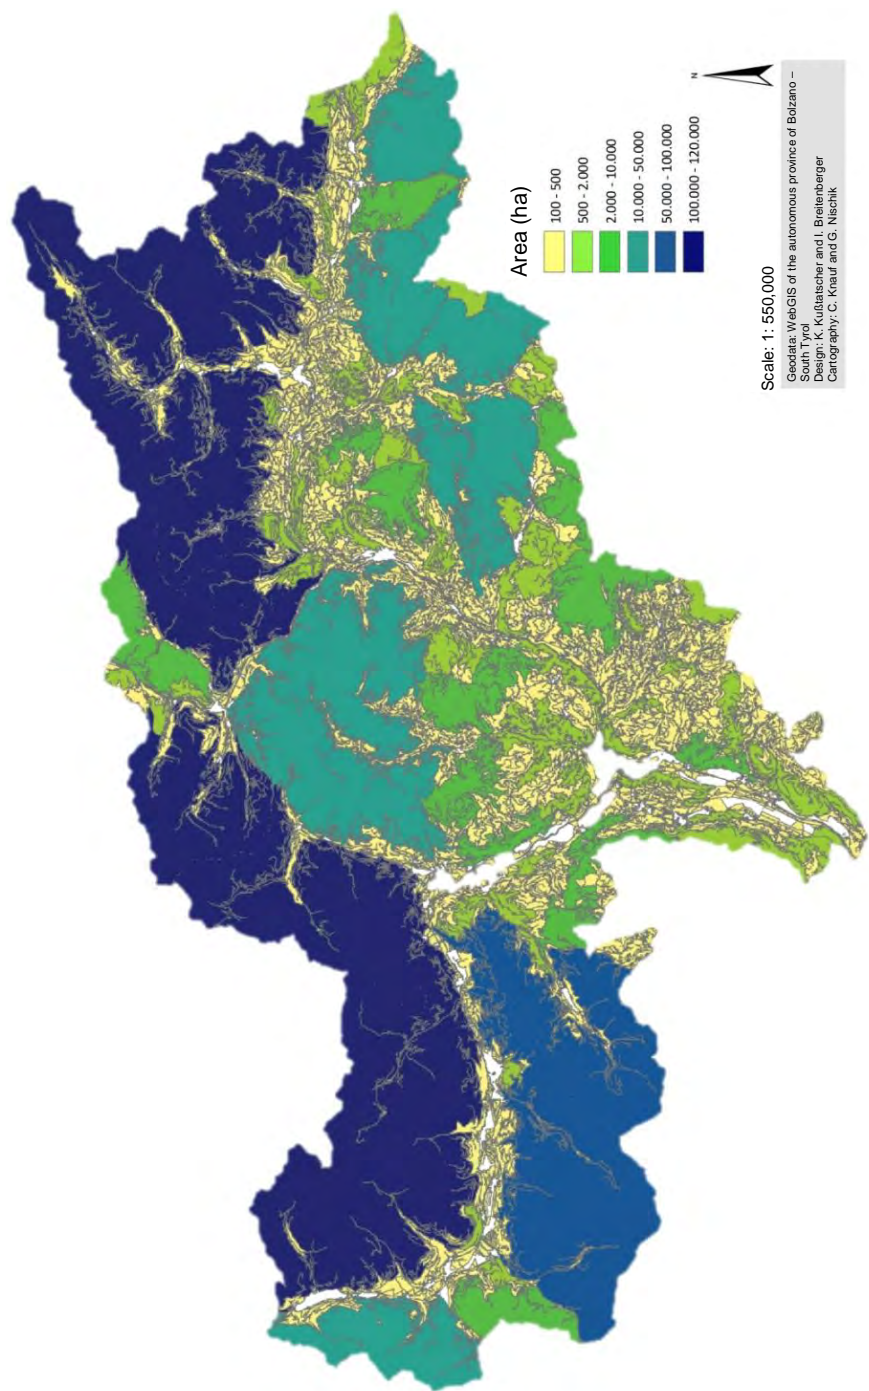 N
Area (ha)
100 - 500
500 - 2.000
2.000 - 10.000
10.000 - 50.000
50.000 - 100.000
100.000 - 120.000
Scale: 1: 550,000
Geodata: WebGIS of the autonomous province of Bolzano –
South Tyrol
Design: K. Kußtatscher and I. Breitenberger
Cartography: C. Knauf and G. Nischik